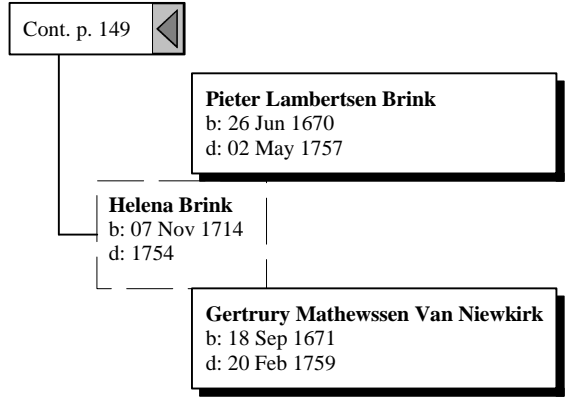 Cont. p. 149
Pieter Lambertsen Brink
b: 26 Jun 1670
d: 02 May 1757
Helena Brink
b: 07 Nov 1714
d: 1754
Gertrury Mathewssen Van Niewkirk
b: 18 Sep 1671
d: 20 Feb 1759